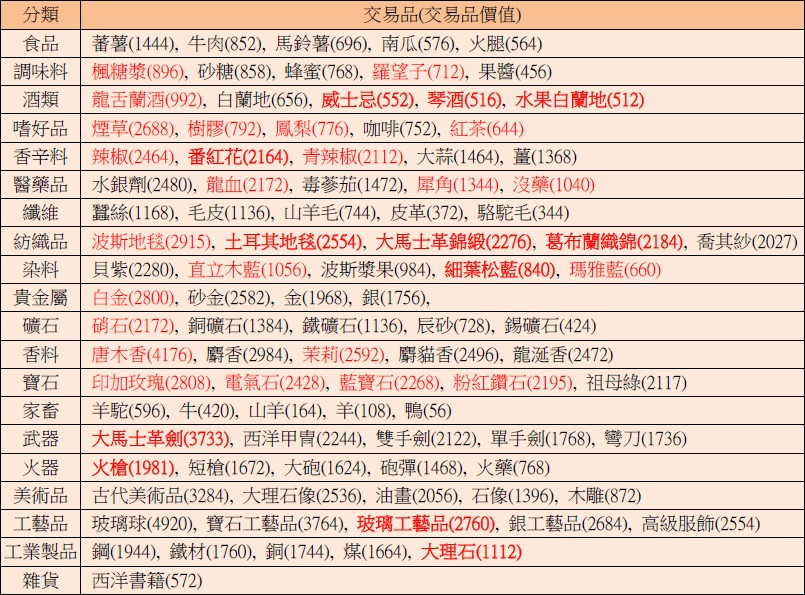 分類 交易品(交易品價值)
食品 蕃薯(1444), 牛肉(852), 馬鈴薯(696), 南瓜(576), 火腿(564)
調味料 楓糖漿(896), 砂糖(858), 蜂蜜(768), 羅望子(712), 果醬(456)
酒類 龍舌蘭酒(992), 白蘭地(656), 威士忌(552), 琴酒(516), 水果白蘭地(512)
嗜好品 煙草(2688), 樹膠(792), 鳳梨(776), 咖啡(752), 紅茶(644)
香辛料 辣椒(2464), 番紅花(2164), 青辣椒(2112), 大蒜(1464), 薑(1368)
醫藥品 水銀劑(2480), 龍血(2172), 毒蔘茄(1472), 犀角(1344), 沒藥(1040)
纖維 蠶絲(1168), 毛皮(1136), 山羊毛(744), 皮革(372), 駱駝毛(344)
紡織品 波斯地毯(2915), 土耳其地毯(2554), 大馬士革錦緞(2276), 葛布蘭織錦(2184), 喬其紗(2027)
染料 貝紫(2280), 直立木藍(1056), 波斯漿果(984), 細葉松藍(840), 瑪雅藍(660)
貴金屬 白金(2800), 砂金(2582), 金(1968), 銀(1756),
礦石 硝石(2172), 銅礦石(1384), 鐵礦石(1136), 辰砂(728), 錫礦石(424)
香料 唐木香(4176), 麝香(2984), 茉莉(2592), 麝貓香(2496), 龍涎香(2472)
寶石 印加玫瑰(2808), 電氣石(2428), 藍寶石(2268), 粉紅鑽石(2195), 祖母綠(2117)
家畜 羊駝(596), 牛(420), 山羊(164), 羊(108), 鴨(56)
武器 大馬士革劍(3733), 西洋甲冑(2244), 雙手劍(2122), 單手劍(1768), 彎刀(1736)
火器 火槍(1981), 短槍(1672), 大砲(1624), 砲彈(1468), 火藥(768)
美術品 古代美術品(3284), 大理石像(2536), 油畫(2056), 石像(1396), 木雕(872)
工藝品 玻璃球(4920), 寶石工藝品(3764), 玻璃工藝品(2760), 銀工藝品(2684), 高級服飾(2554)
工業製品 鋼(1944), 鐵材(1760), 銅(1744), 煤(1664), 大理石(1112)
雜貨 西洋書籍(572)